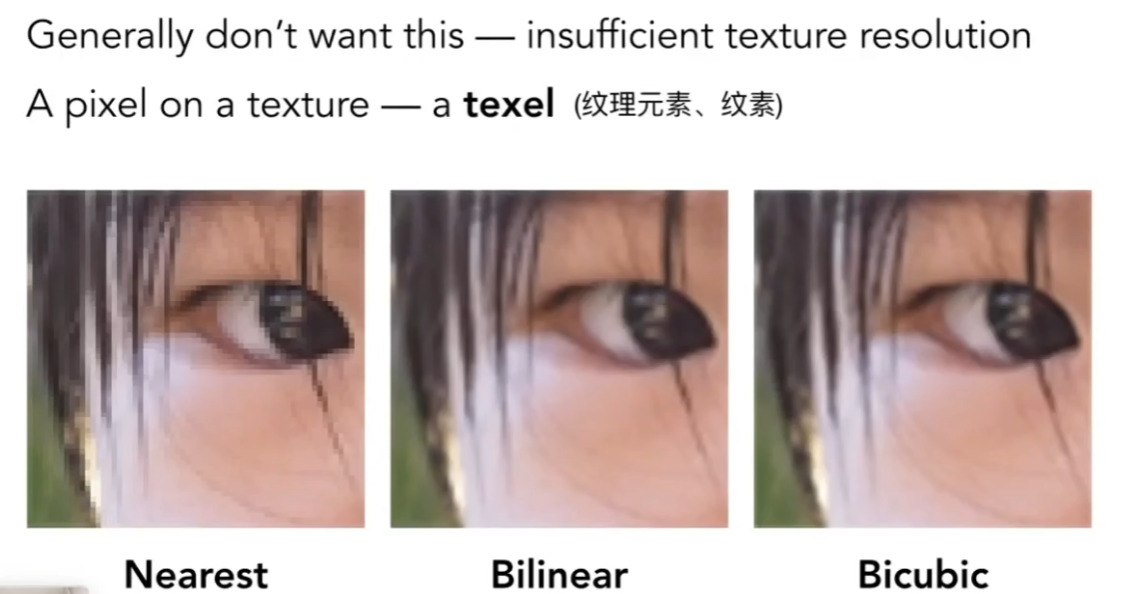 Generally don’t want this — insufficient texture resolution
A pixel on a texture — a texel (纹理元素、纹素)
Nearest
Bilinear
Bicubic